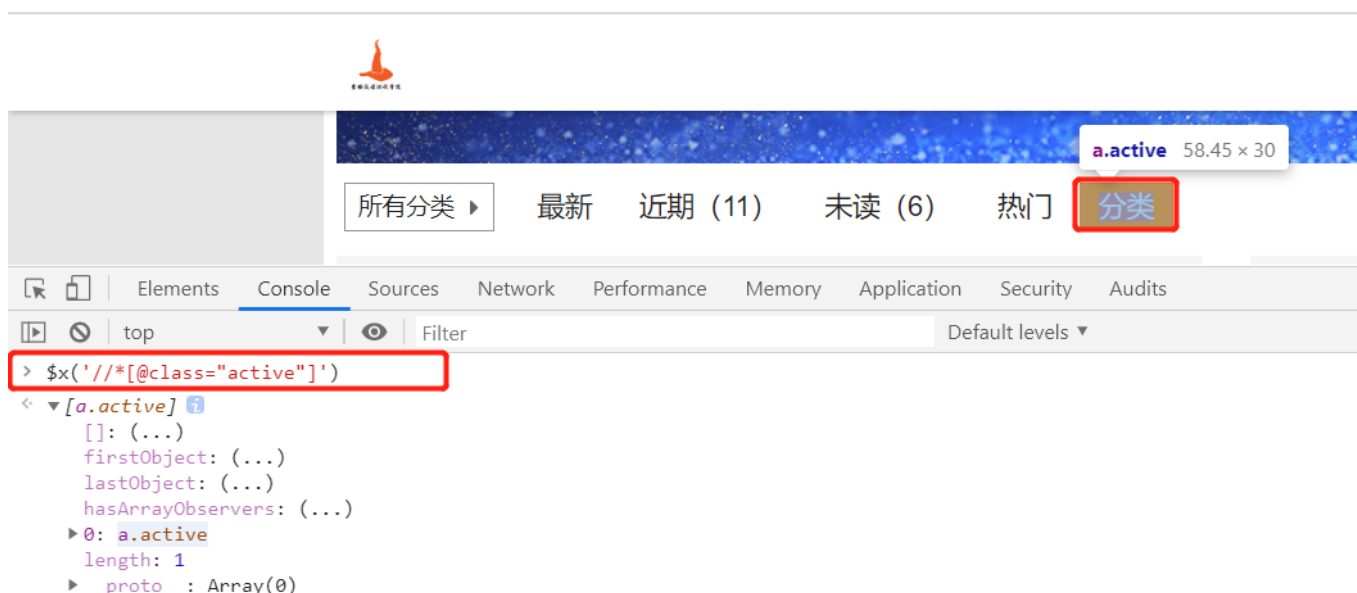 a.active 58.45 × 30
所有分类 最新 近期（11） 未读（6） 热门 分类
Elements Console Sources Network Performance Memory Application Security Audits
top Filter Default levels
> $x('//*[@class="active"]')
[a.active] i
[]: (...)
firstObject: (...)
lastObject: (...)
hasArrayObservers: (...)
0: a.active
length: 1
__proto__: Array(0)